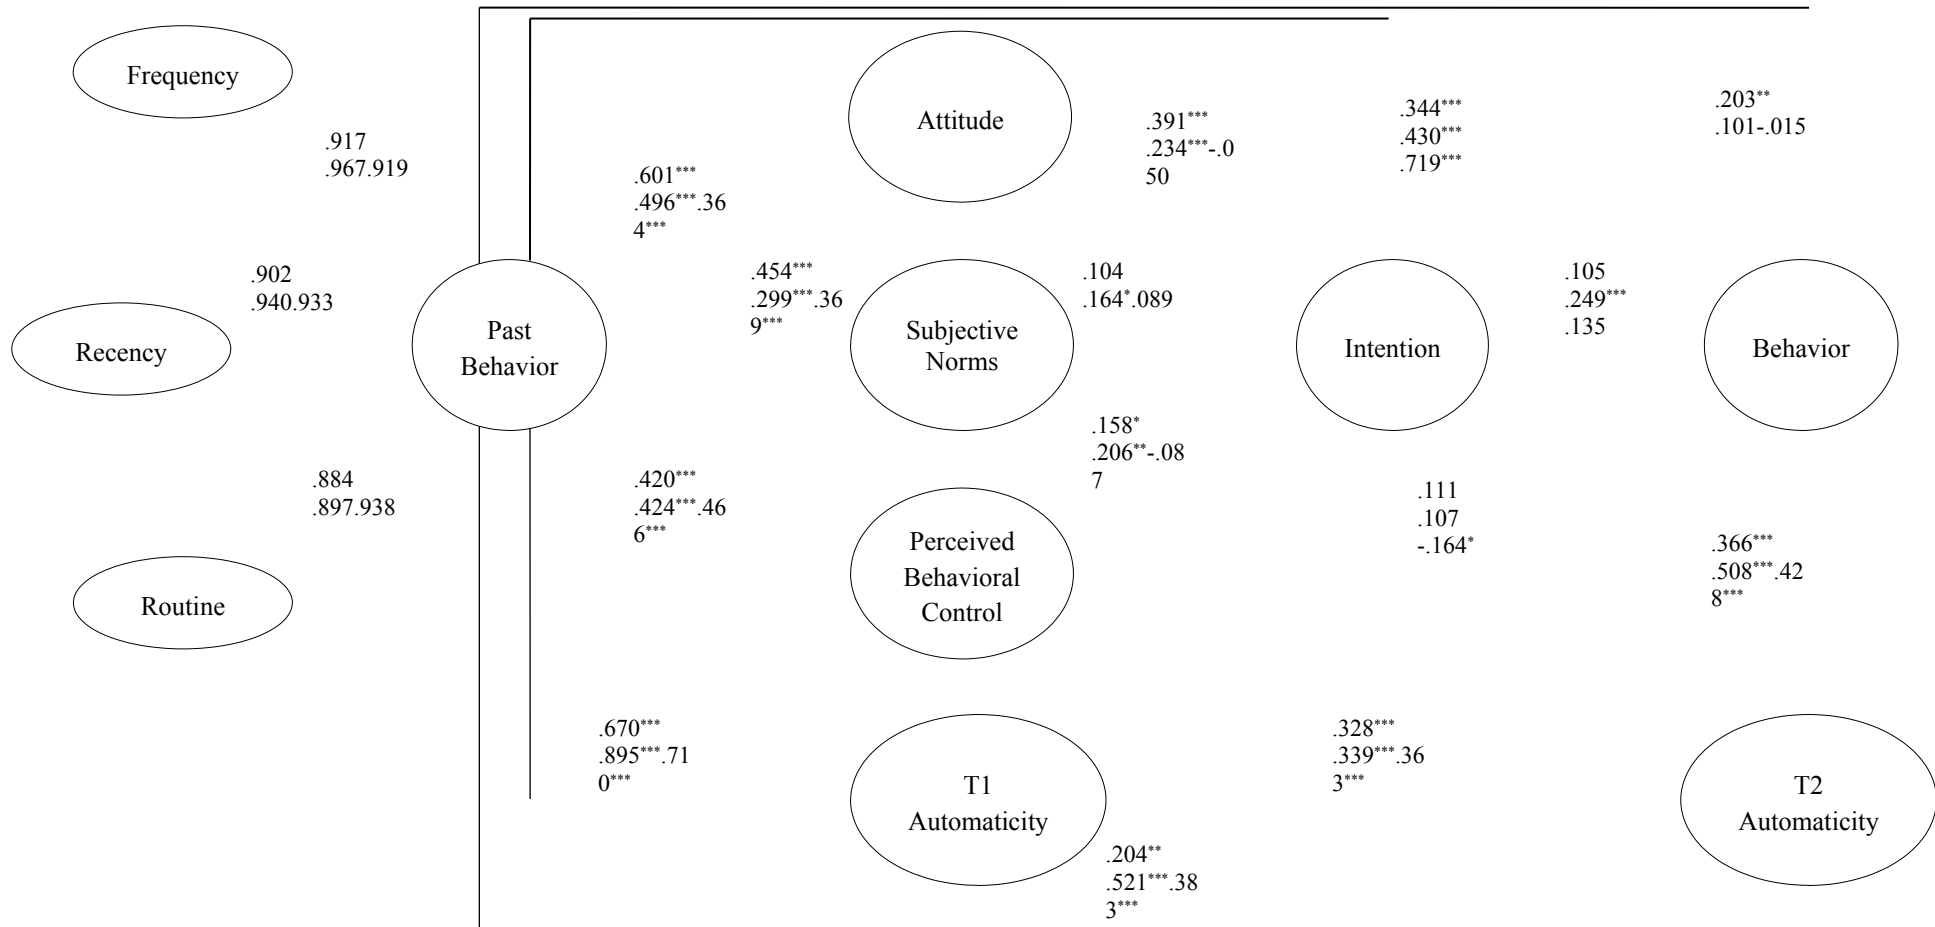 Frequency
.917
.967.919
.601***
.496***.36
4***
Attitude
.391***
.234***-.0
50
.344***
.430***
.719***
.203**
.101-.015
Recency
.902
.940.933
Past
Behavior
.454***
.299***.36
9***
Subjective
Norms
.104
.164*.089
Intention
.105
.249***
.135
Behavior
Routine
.884
.897.938
.420***
.424***.46
6***
Perceived
Behavioral
Control
.158*
.206**-.08
7
.111
.107
-.164*
.366***
.508***.42
8***
.670***
.895***.71
0***
T1
Automaticity
.204**
.521***.38
3***
.328***
.339***.36
3***
T2
Automaticity